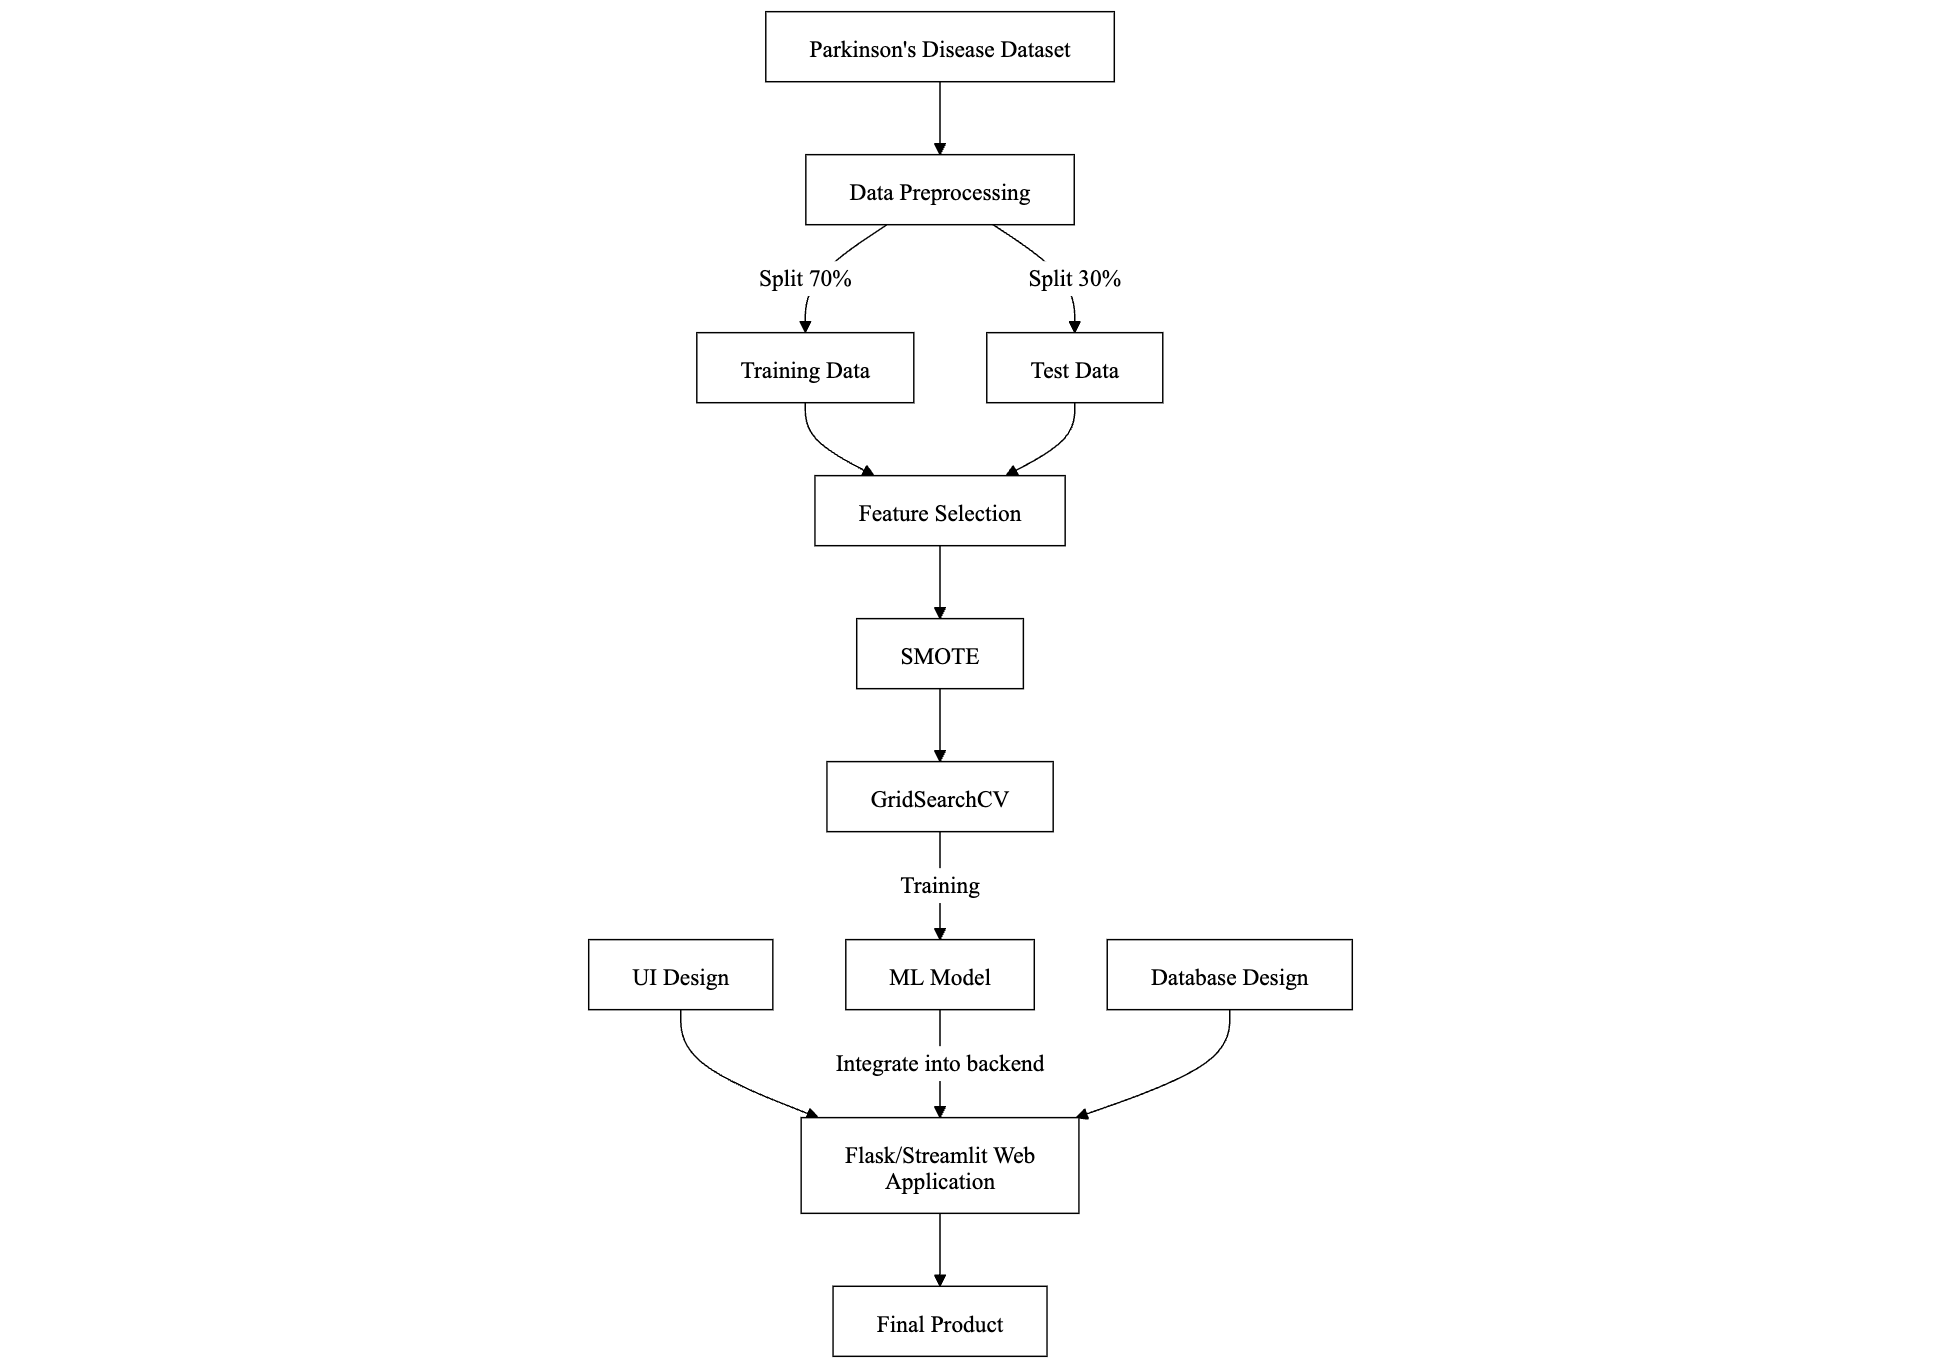 Parkinson's Disease Dataset
Data Preprocessing
Split 70%
Split 30%
Training Data
Test Data
Feature Selection
SMOTE
GridSearchCV
Training
UI Design
ML Model
Database Design
Integrate into backend
Flask/Streamlit Web
Application
Final Product